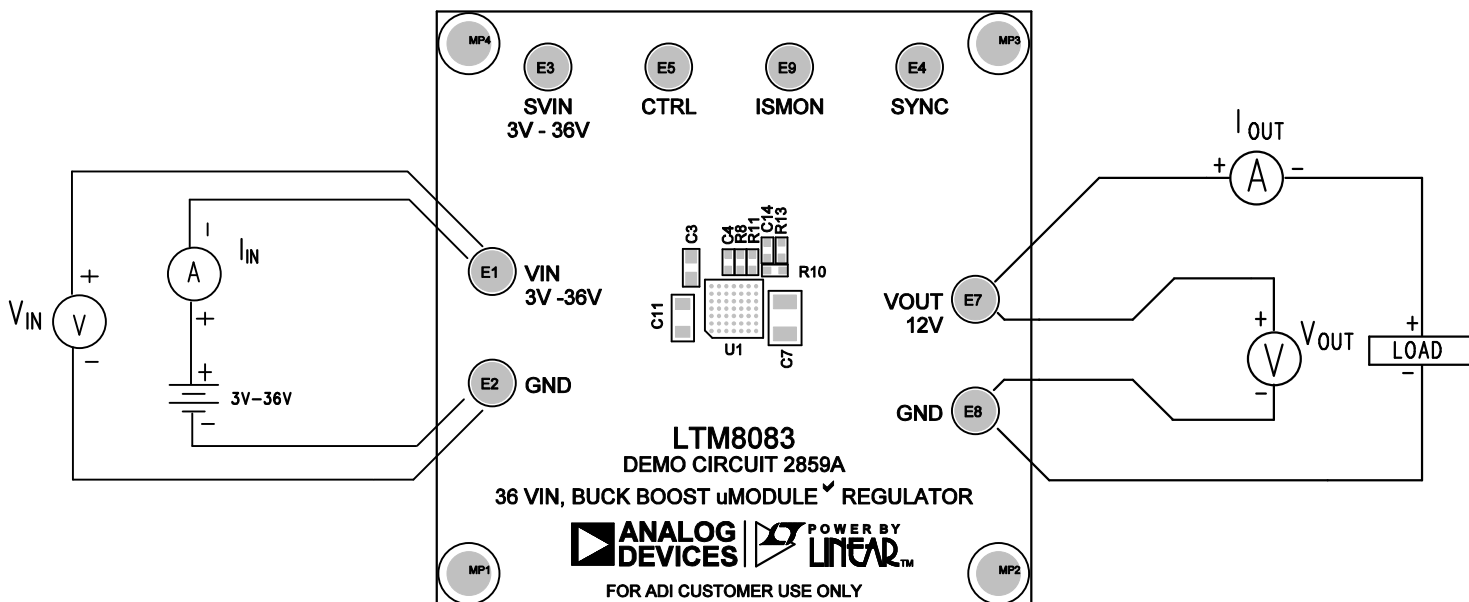 MP4
MP3
E3
E5
E9
E4
SVIN
3V - 36V
CTRL
ISMON
SYNC
I OUT
+
A
-
+
V IN
V
-
-
I IN
A
+
+
3V-36V
-
E1
VIN
3V -36V
E2
GND
C3
C4
R8
R11
C14
R13
R10
C11
U1
C7
VOUT
12V
E7
GND
E8
+
V OUT
V
-
+
LOAD
-
LTM8083
DEMO CIRCUIT 2859A
36 VIN, BUCK BOOST uMODULE REGULATOR
ANALOG
DEVICES
POWER BY
LINEAR TM
MP1
MP2
FOR ADI CUSTOMER USE ONLY